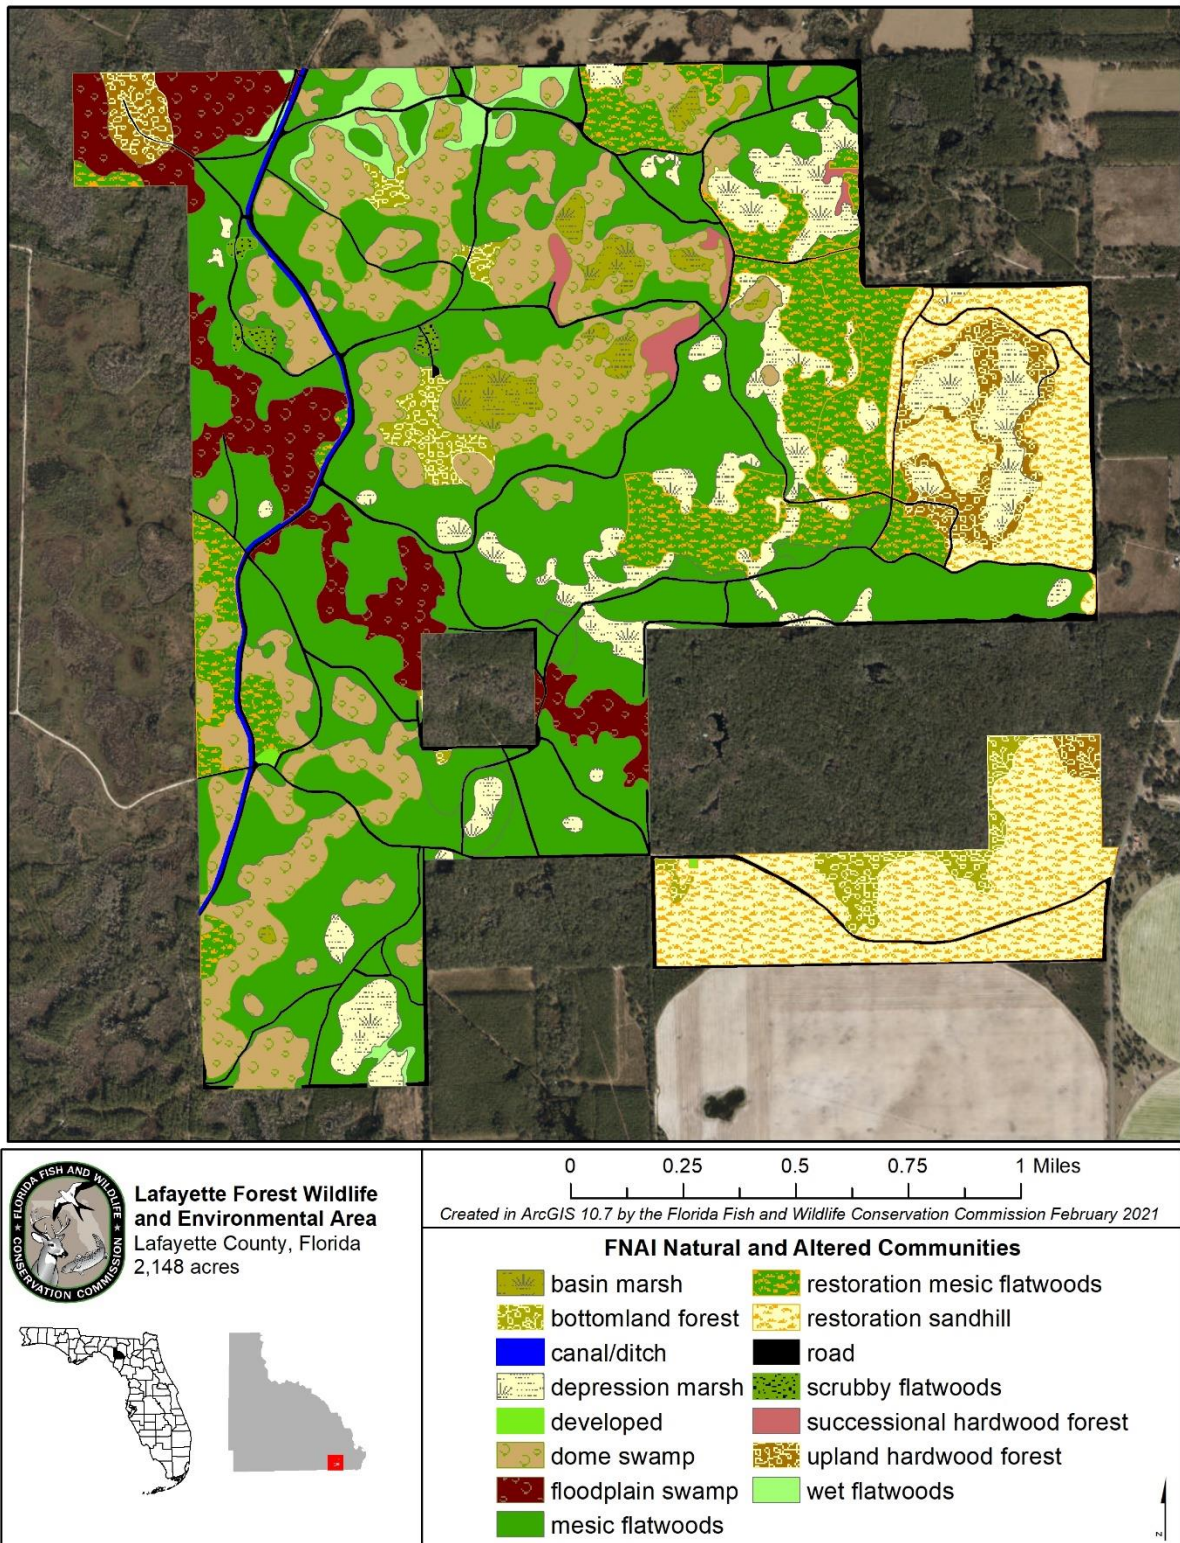 FLORIDA FISH AND WILDLIFE
CONSERVATION COMMISSION
Lafayette Forest Wildlife
and Environmental Area
Lafayette County, Florida
2,148 acres
0 0.25 0.5 0.75 1 Miles
Created in ArcGIS 10.7 by the Florida Fish and Wildlife Conservation Commission February 2021
FNAI Natural and Altered Communities
basin marsh
bottomland forest
canal/ditch
depression marsh
developed
dome swamp
floodplain swamp
mesic flatwoods
restoration mesic flatwoods
restoration sandhill
road
scrubby flatwoods
successional hardwood forest
upland hardwood forest
wet flatwoods
z